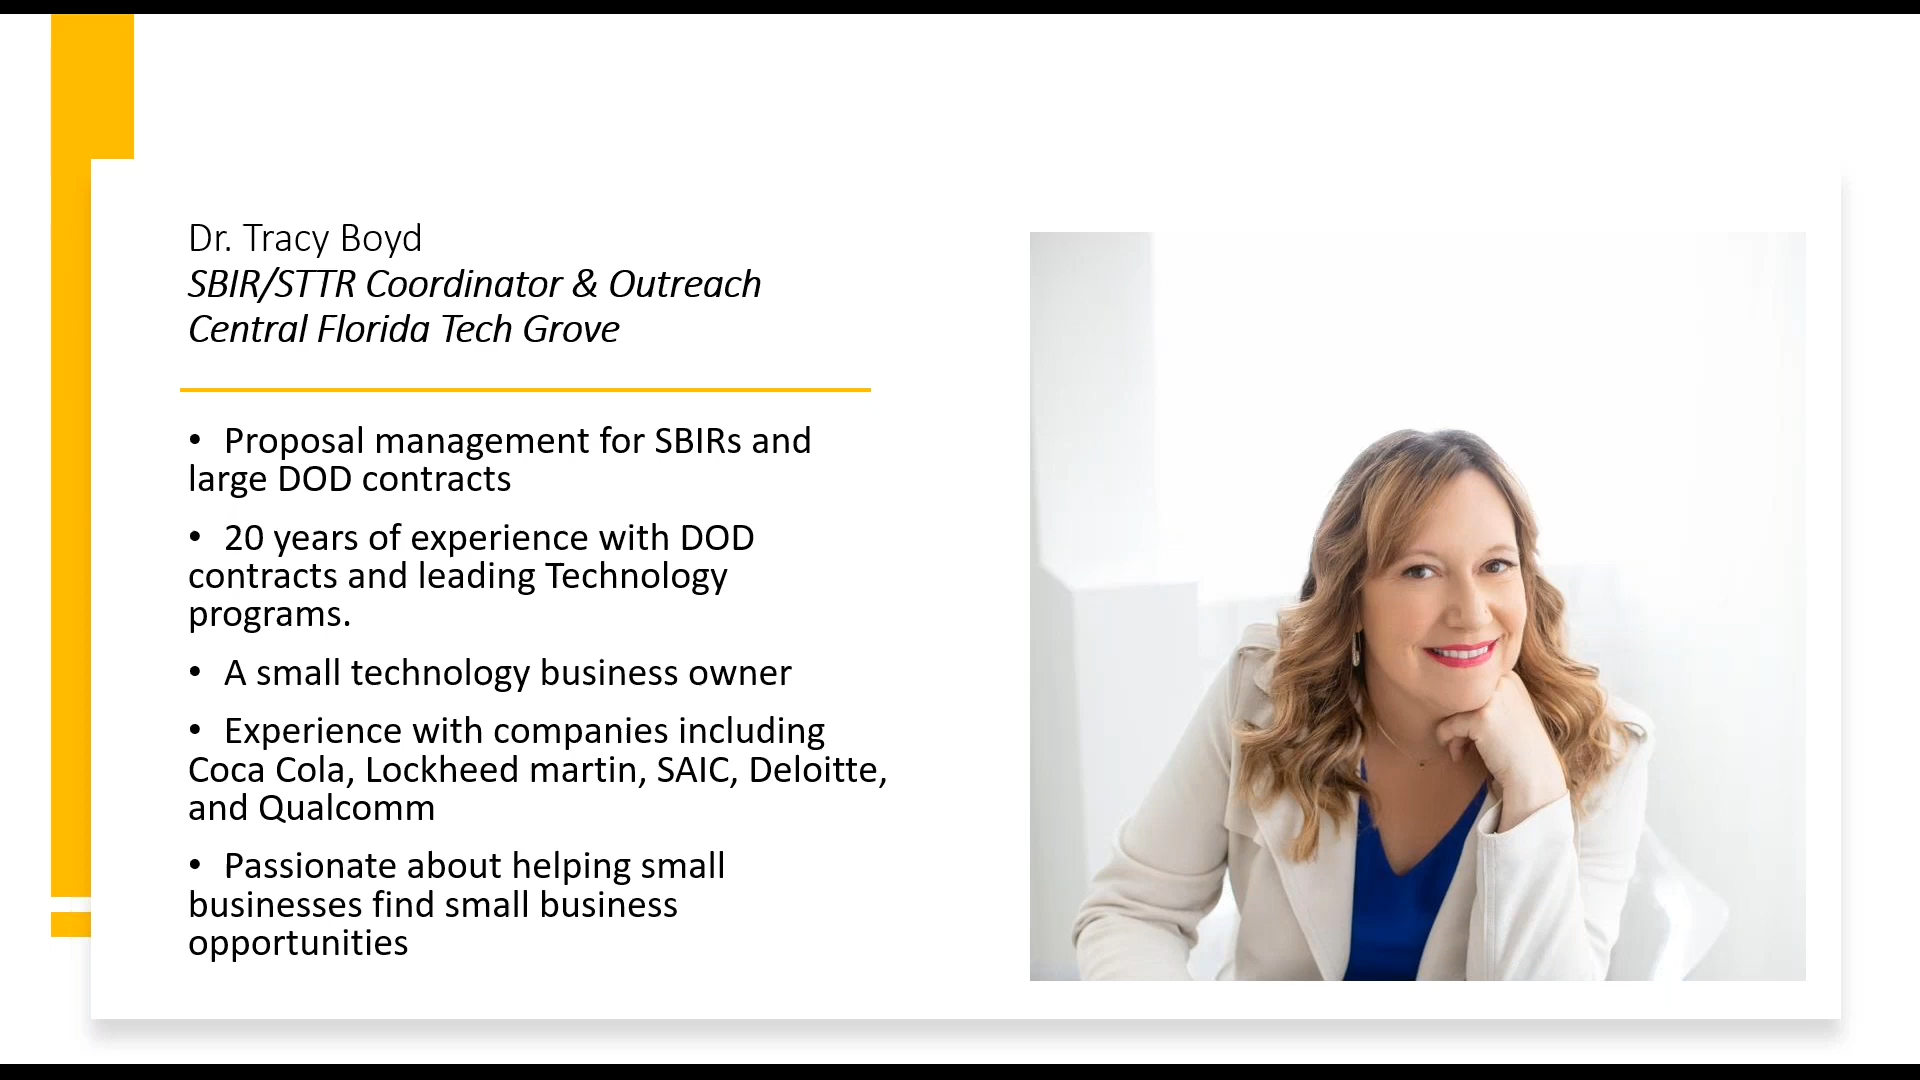 Dr. Tracy Boyd
SBIR/STTR Coordinator & Outreach
Central Florida Tech Grove
• Proposal management for SBIRs and
large DOD contracts
• 20 years of experience with DOD
contracts and leading Technology
programs.
• A small technology business owner
• Experience with companies including
Coca Cola, Lockheed martin, SAIC, Deloitte,
and Qualcomm
• Passionate about helping small
businesses find small business
opportunities